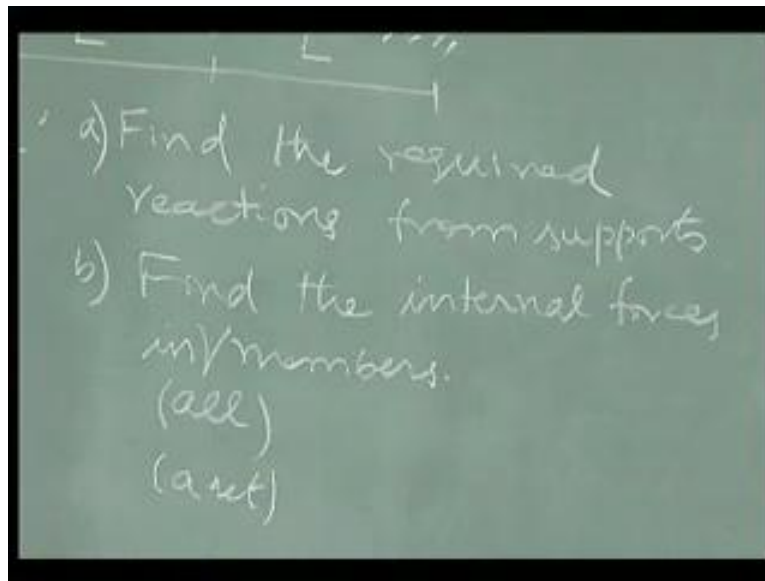 L L
a) Find the required
reactions from supports
b) Find the internal forces
in members.
(all)
(a set)